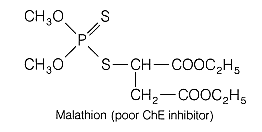 CH₃O S
P
CH₃O S—CH—COOC₂H₅
CH₂—COOC₂H₅
Malathion (poor ChE inhibitor)